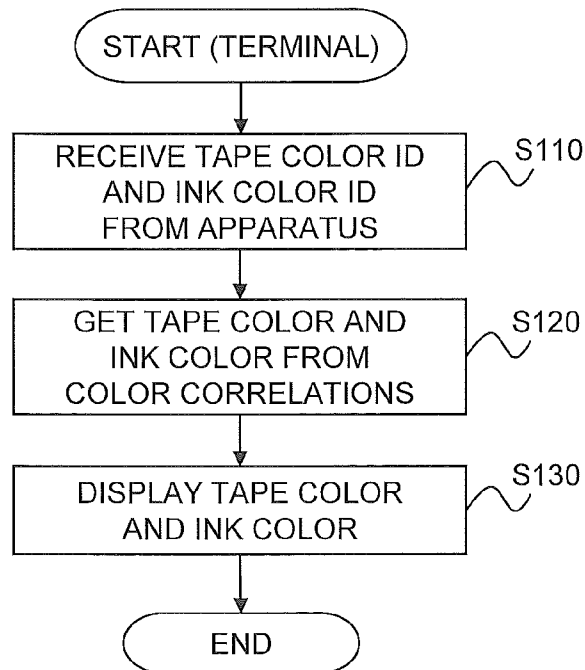 START (TERMINAL)
RECEIVE TAPE COLOR ID
AND INK COLOR ID
FROM APPARATUS
S110
GET TAPE COLOR AND
INK COLOR FROM
COLOR CORRELATIONS
S120
DISPLAY TAPE COLOR
AND INK COLOR
S130
END